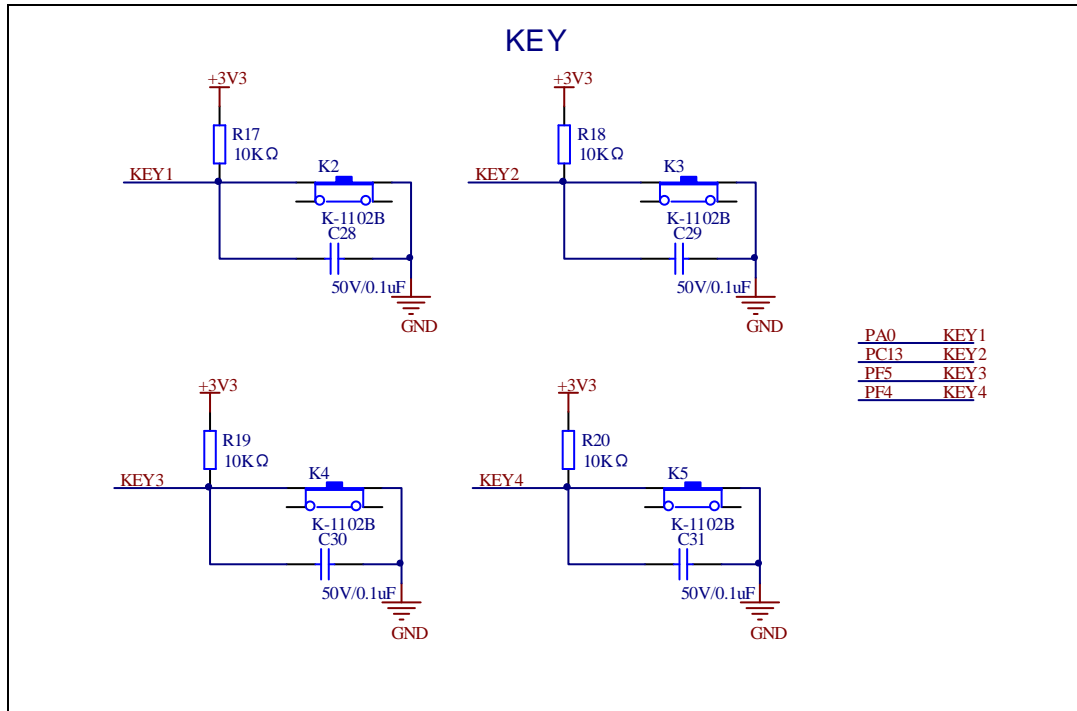 KEY
+3V3
R17
10KΩ
KEY1
K2
K-1102B
C28
50V/0.1uF
GND
+3V3
R18
10KΩ
KEY2
K3
K-1102B
C29
50V/0.1uF
GND
PA0 KEY1
PC13 KEY2
PF5 KEY3
PF4 KEY4
+3V3
R19
10KΩ
KEY3
K4
K-1102B
C30
50V/0.1uF
GND
+3V3
R20
10KΩ
KEY4
K5
K-1102B
C31
50V/0.1uF
GND